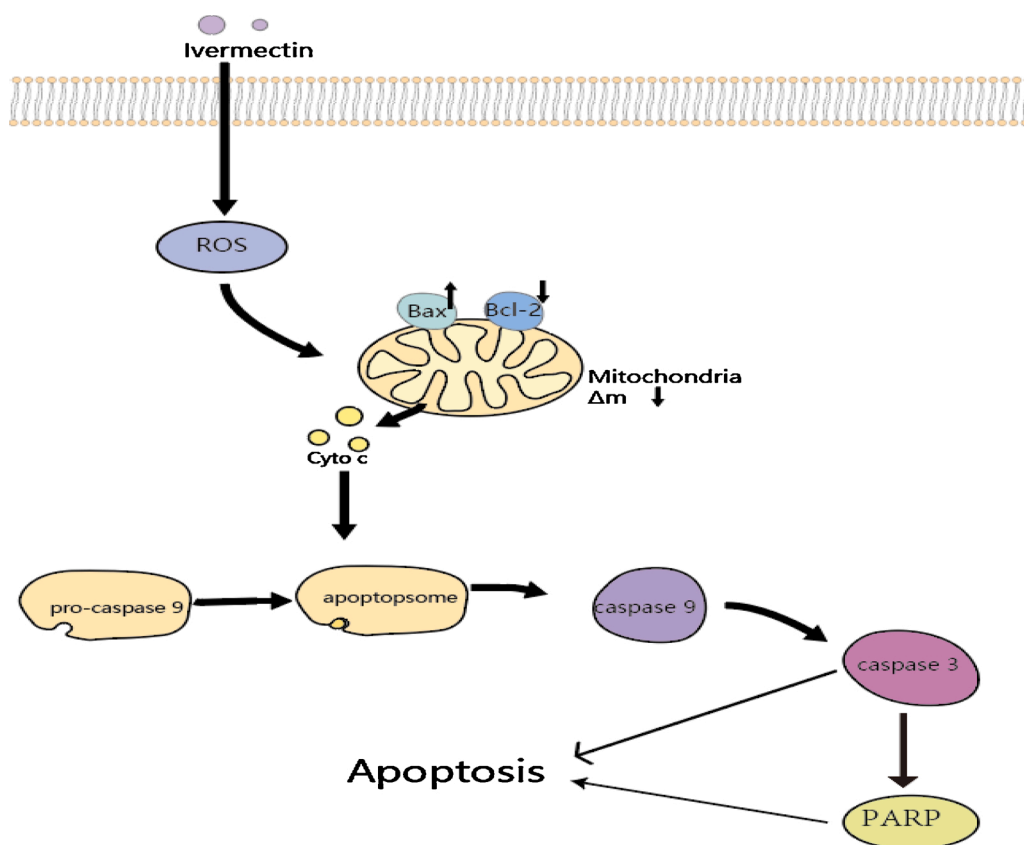 Ivermectin
ROS
Bax
Bcl-2
Mitochondria
Δm
Cyto c
pro-caspase 9
apoptopsome
caspase 9
caspase 3
Apoptosis
PARP